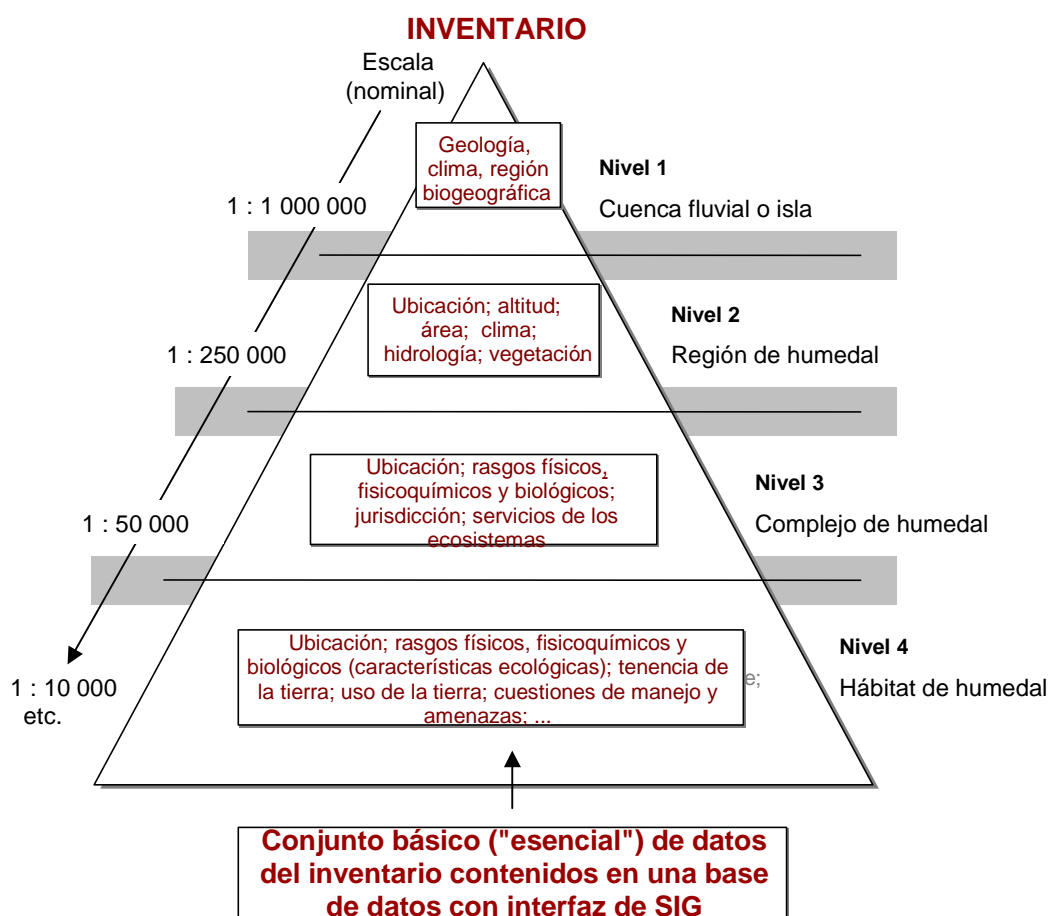 INVENTARIO
Escala
(nominal)
Geología,
clima, región
biogeográfica
Nivel 1
1 : 1 000 000
Cuenca fluvial o isla
Ubicación; altitud;
área; clima;
hidrología; vegetación
Nivel 2
1 : 250 000
Región de humedal
Ubicación; rasgos físicos,
fisicoquímicos y biológicos;
jurisdicción; servicios de los
ecosistemas
Nivel 3
1 : 50 000
Complejo de humedal
Ubicación; rasgos físicos, fisicoquímicos y
biológicos (características ecológicas); tenencia de
la tierra; uso de la tierra; cuestiones de manejo y
amenazas; ...
Nivel 4
1 : 10 000
etc.
Hábitat de humedal
Conjunto básico ("esencial") de datos
del inventario contenidos en una base
de datos con interfaz de SIG